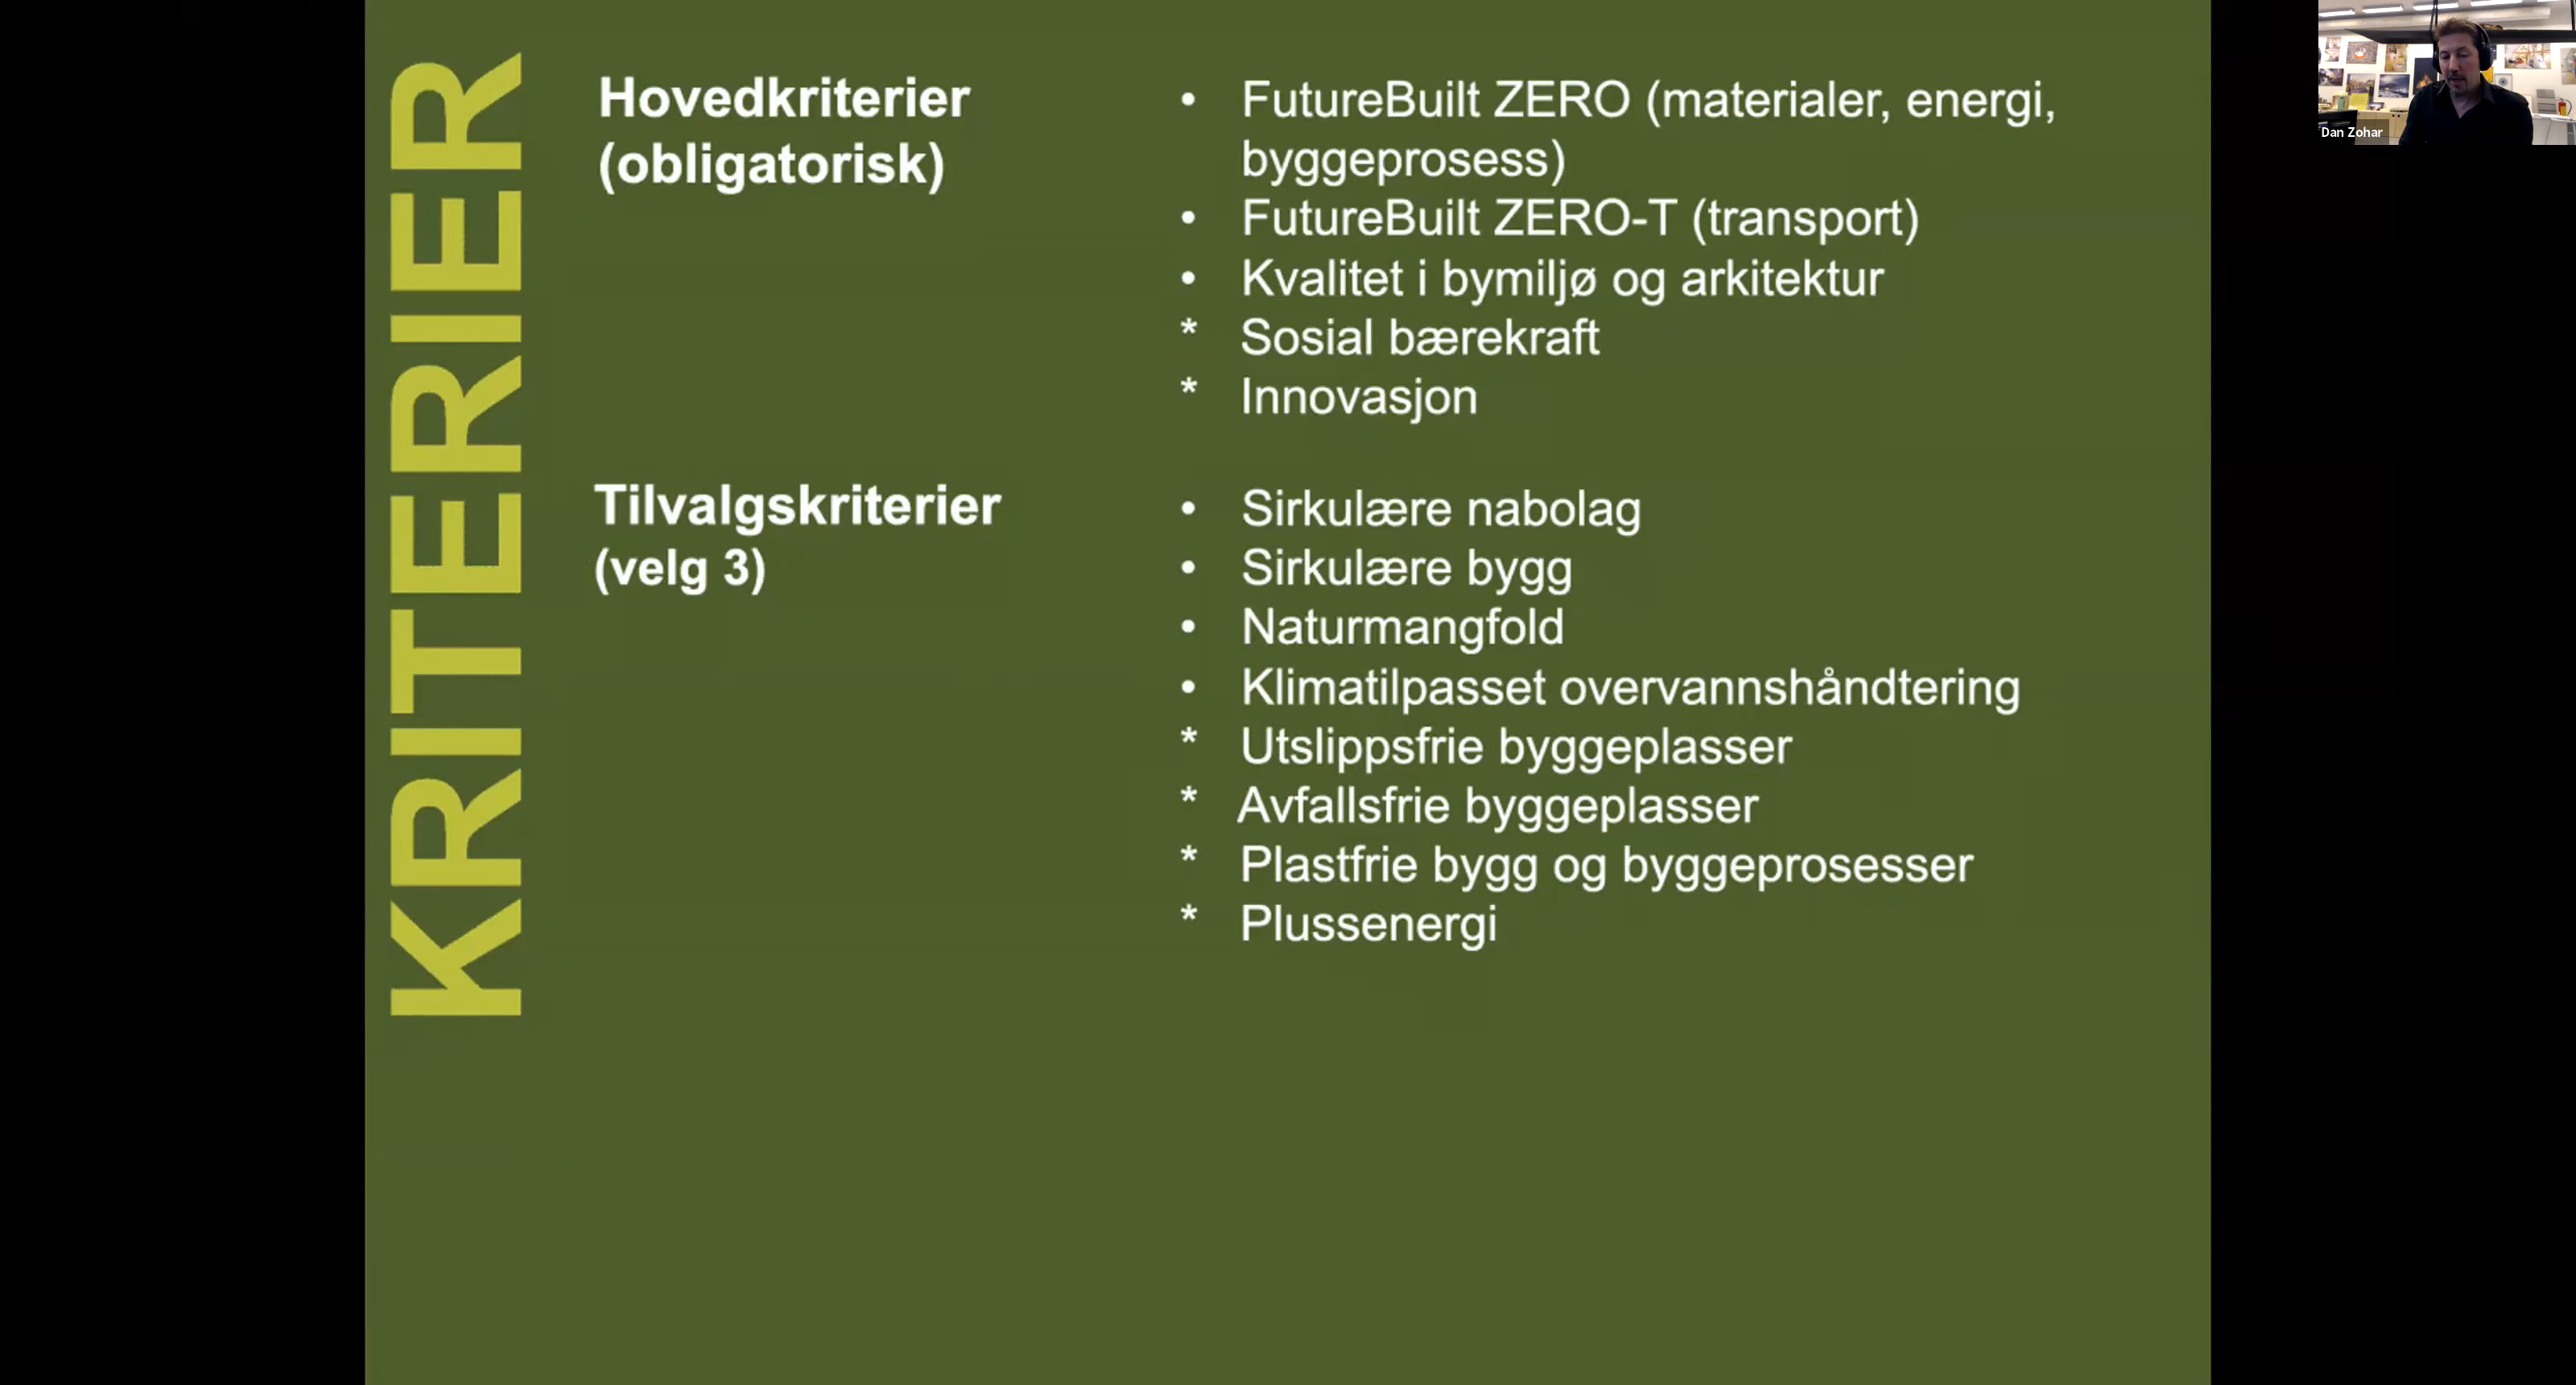 KRITERIER
Hovedkriterier
(obligatorisk)
• FutureBuilt ZERO (materialer, energi,
byggeprosess)
• FutureBuilt ZERO-T (transport)
• Kvalitet i bymiljø og arkitektur
* Sosial bærekraft
* Innovasjon
Tilvalgskriterier
(velg 3)
• Sirkulære nabolag
• Sirkulære bygg
• Naturmangfold
• Klimatilpasset overvannshåndtering
* Utslippsfrie byggeplasser
* Avfallsfrie byggeplasser
* Plastfrie bygg og byggeprosesser
* Plussenergi
Dan Zohar